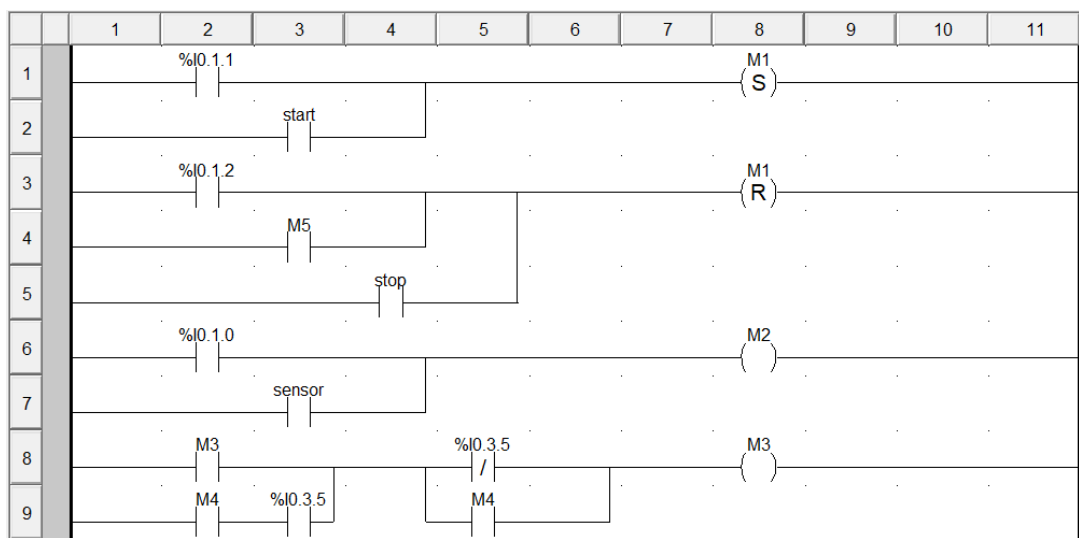 1 2 3 4 5 6 7 8 9 10 11
%I0.1.1 M1
1 S
start
2
%I0.1.2 M1
3 R
M5
4
stop
5
%I0.1.0 M2
6
sensor
7
M3 %I0.3.5 M3
8 /
M4 %I0.3.5 M4
9